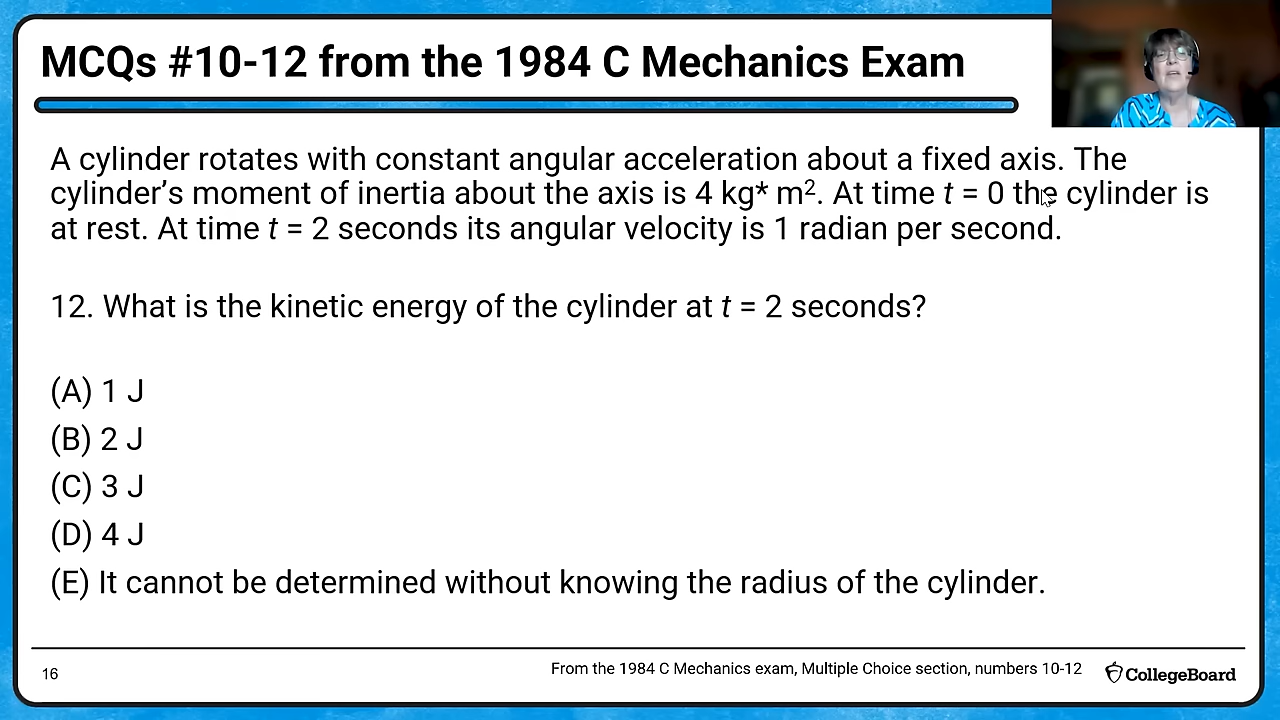 MCQs #10-12 from the 1984 C Mechanics Exam
A cylinder rotates with constant angular acceleration about a fixed axis. The
cylinder’s moment of inertia about the axis is 4 kg* m². At time t = 0 the cylinder is
at rest. At time t = 2 seconds its angular velocity is 1 radian per second.
12. What is the kinetic energy of the cylinder at t = 2 seconds?
(A) 1 J
(B) 2 J
(C) 3 J
(D) 4 J
(E) It cannot be determined without knowing the radius of the cylinder.
16
From the 1984 C Mechanics exam, Multiple Choice section, numbers 10-12
CollegeBoard